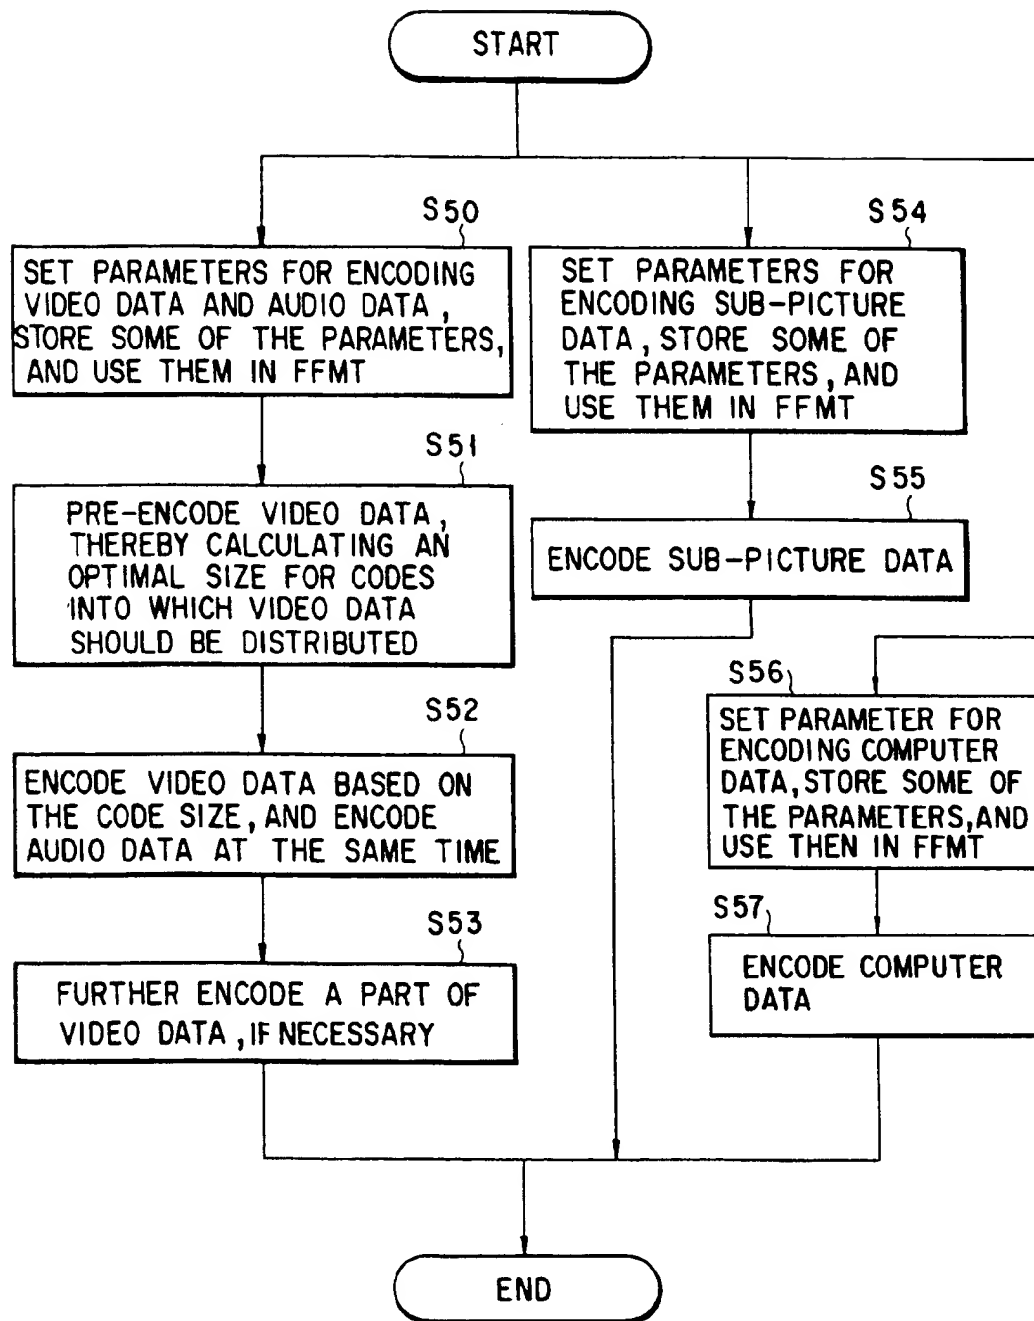 START
S50
SET PARAMETERS FOR ENCODING
VIDEO DATA AND AUDIO DATA,
STORE SOME OF THE PARAMETERS,
AND USE THEM IN FFMT
S51
PRE-ENCODE VIDEO DATA,
THEREBY CALCULATING AN
OPTIMAL SIZE FOR CODES
INTO WHICH VIDEO DATA
SHOULD BE DISTRIBUTED
S52
ENCODE VIDEO DATA BASED ON
THE CODE SIZE, AND ENCODE
AUDIO DATA AT THE SAME TIME
S53
FURTHER ENCODE A PART OF
VIDEO DATA, IF NECESSARY
S54
SET PARAMETERS FOR
ENCODING SUB-PICTURE
DATA, STORE SOME OF
THE PARAMETERS, AND
USE THEM IN FFMT
S55
ENCODE SUB-PICTURE DATA
S56
SET PARAMETER FOR
ENCODING COMPUTER
DATA, STORE SOME OF
THE PARAMETERS, AND
USE THEN IN FFMT
S57
ENCODE COMPUTER
DATA
END